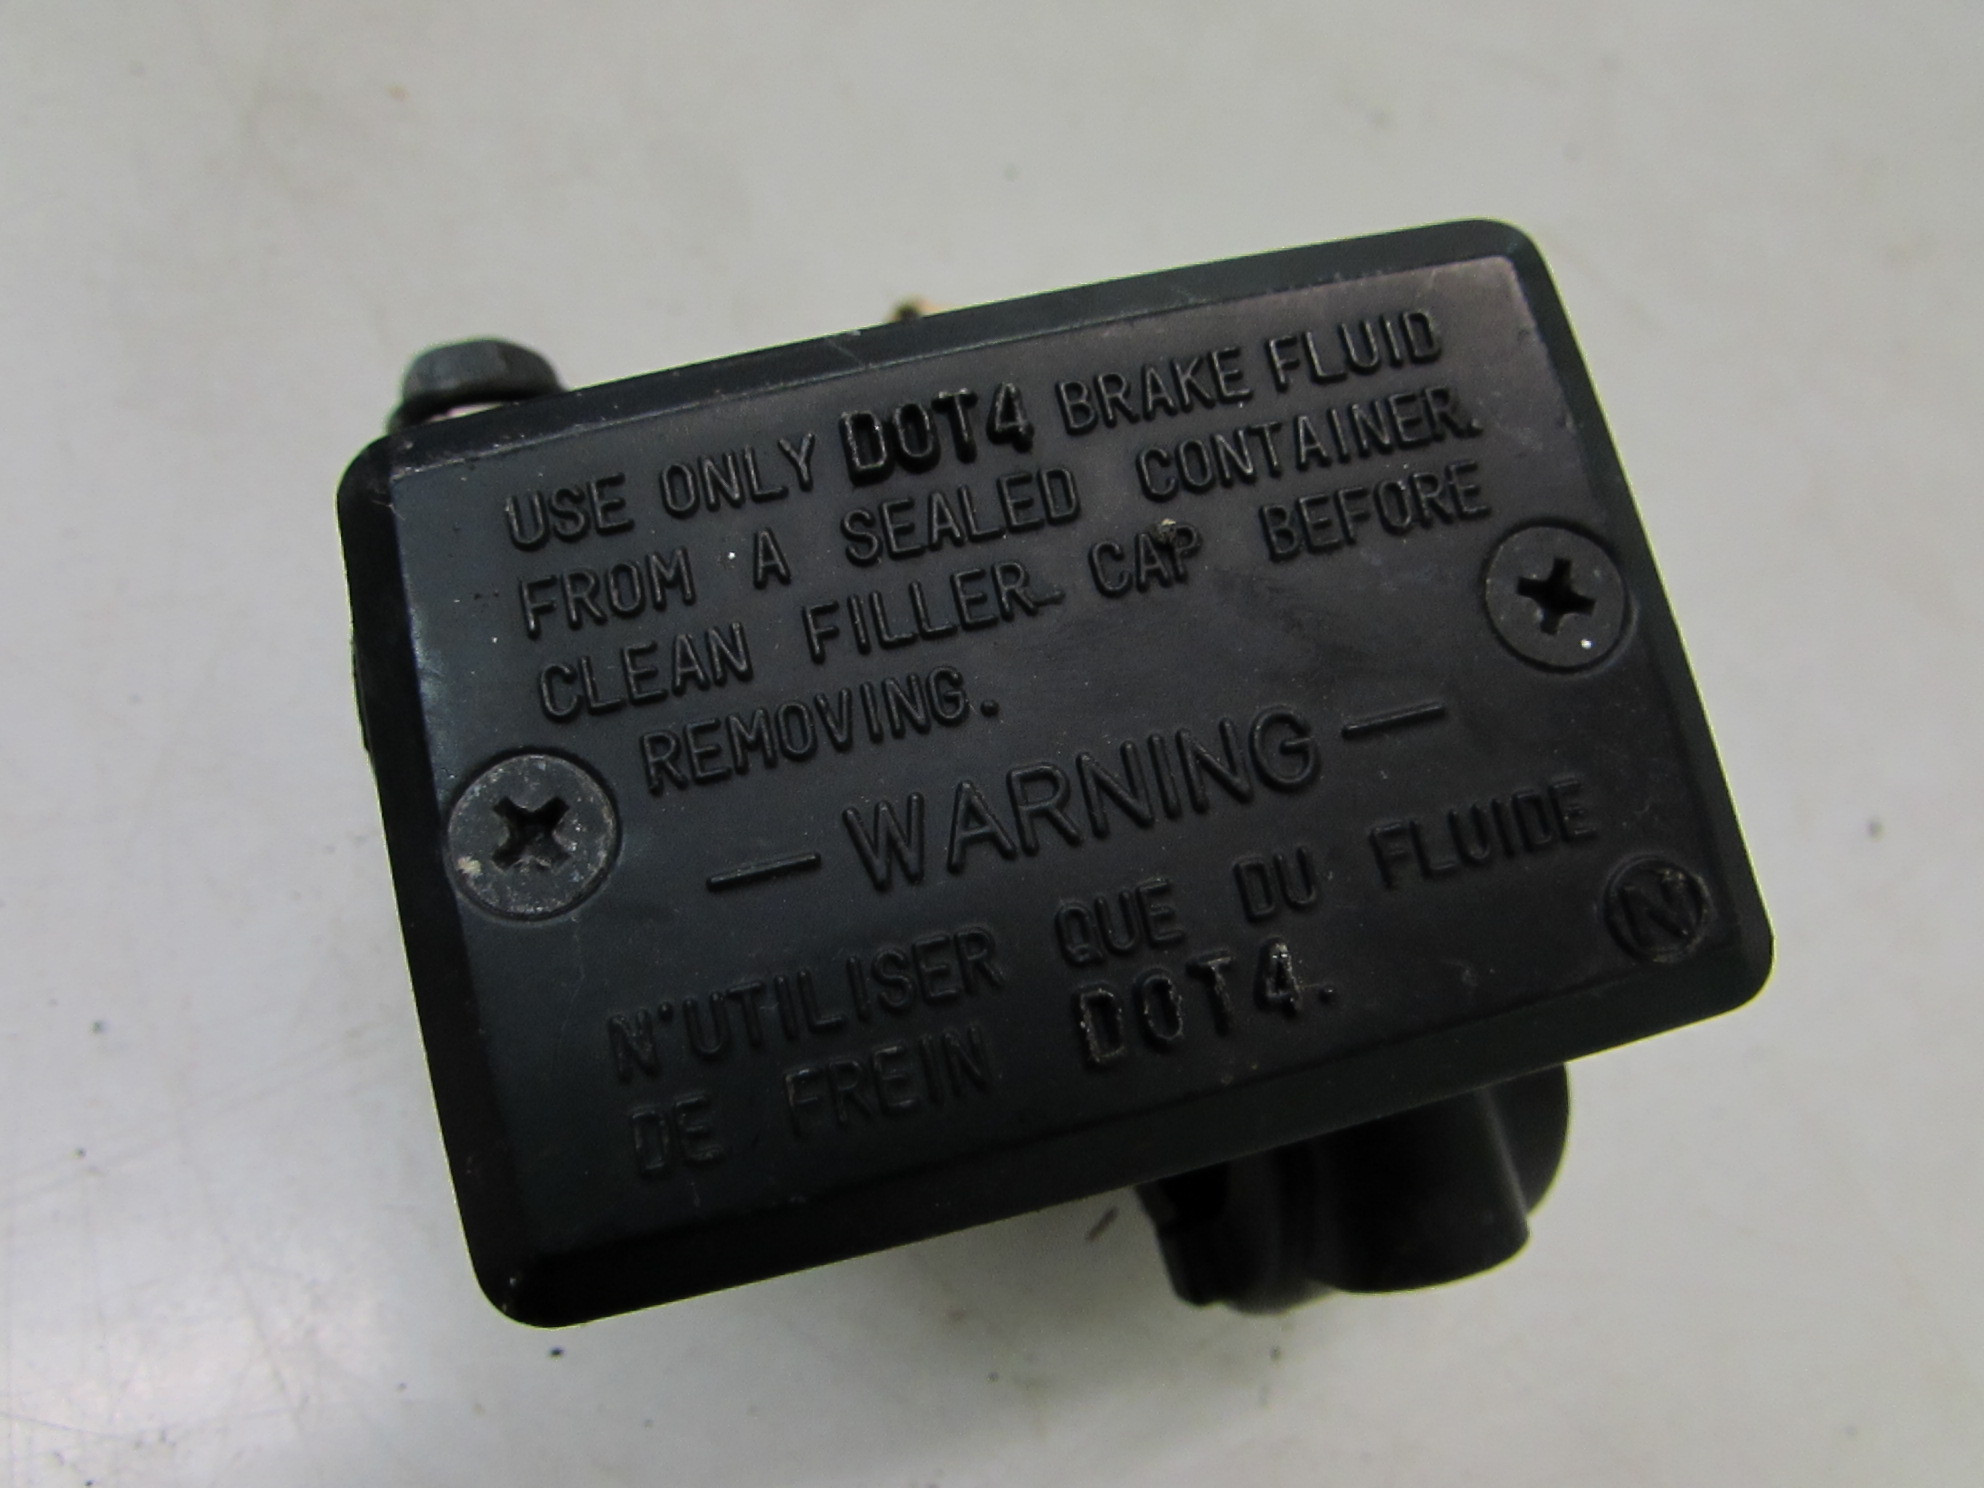 USE ONLY DOT4 BRAKE FLUID
FROM A SEALED CONTAINER.
CLEAN FILLER CAP BEFORE
REMOVING.
— WARNING —
N'UTILISER QUE DU FLUIDE
DE FREIN DOT4.
N